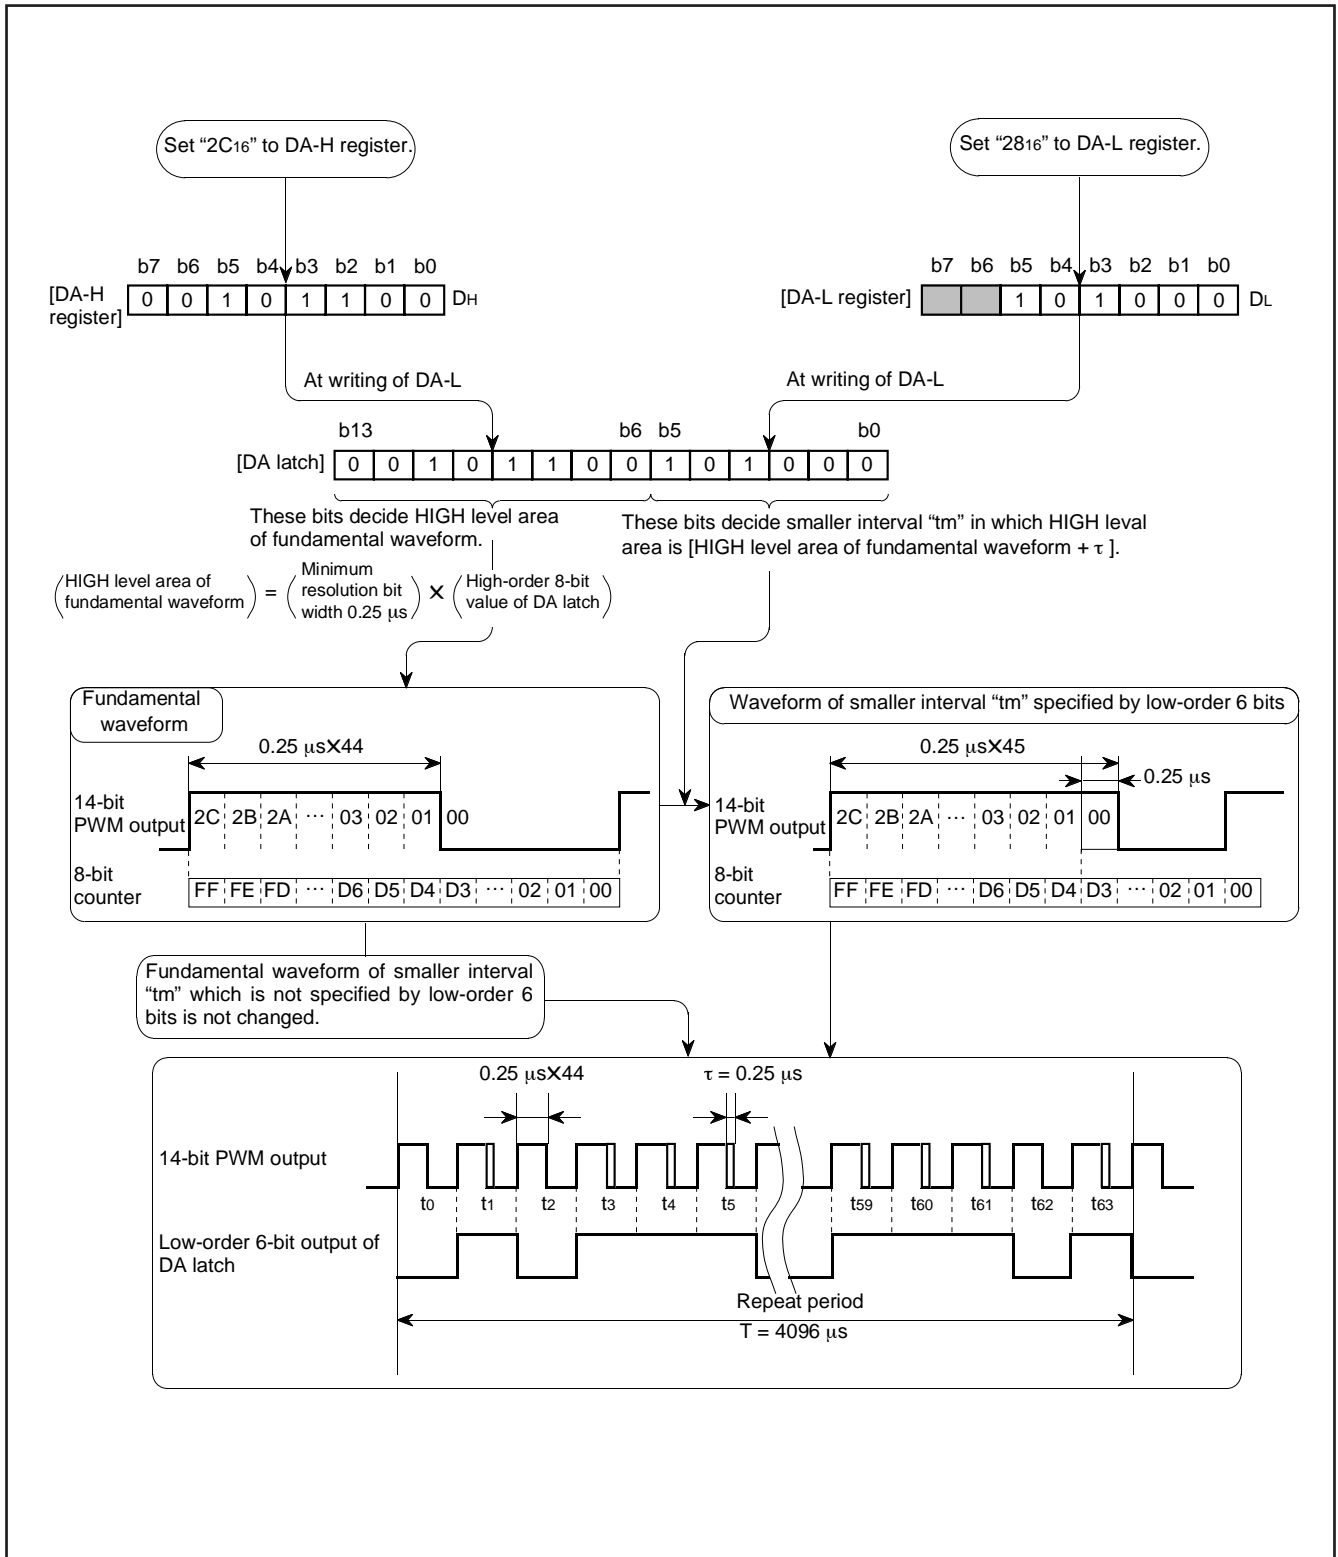 Set “2C16” to DA-H register.
Set “2816” to DA-L register.
b7 b6 b5 b4 b3 b2 b1 b0
[DA-H
register]
0 0 1 0 1 1 0 0
DH
b7 b6 b5 b4 b3 b2 b1 b0
[DA-L register]
1 0 1 0 0 0
DL
At writing of DA-L
At writing of DA-L
b13 b6 b5 b0
[DA latch] 0 0 1 0 1 1 0 0 1 0 1 0 0 0
These bits decide HIGH level area
of fundamental waveform.
These bits decide smaller interval “tm” in which HIGH leval
area is [HIGH level area of fundamental waveform + τ ].
(HIGH level area of
fundamental waveform)
=
(Minimum
resolution bit
width 0.25 μs)
×
(High-order 8-bit
value of DA latch)
Fundamental
waveform
0.25 μs×44
14-bit
PWM output
2C 2B 2A ··· 03 02 01 00
8-bit
counter
FF FE FD ··· D6 D5 D4 D3 ··· 02 01 00
Waveform of smaller interval “tm” specified by low-order 6 bits
0.25 μs×45
0.25 μs
14-bit
PWM output
2C 2B 2A ··· 03 02 01 00
8-bit
counter
FF FE FD ··· D6 D5 D4 D3 ··· 02 01 00
Fundamental waveform of smaller interval
“tm” which is not specified by low-order 6
bits is not changed.
0.25 μs×44
τ = 0.25 μs
14-bit PWM output
t0 t1 t2 t3 t4 t5 t59 t60 t61 t62 t63
Low-order 6-bit output of
DA latch
Repeat period
T = 4096 μs